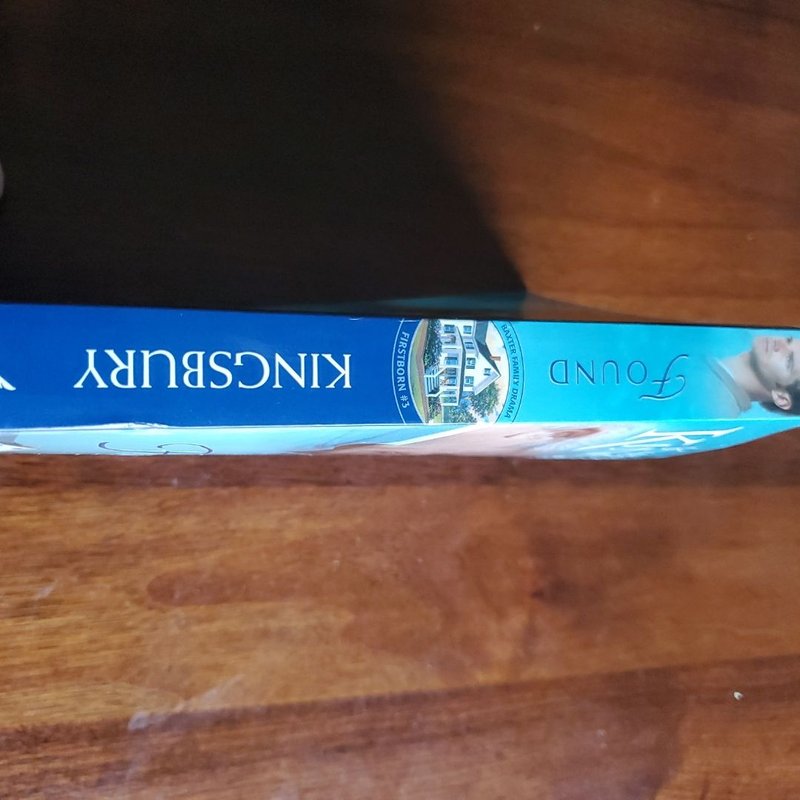 FOUND
BAXTER FAMILY DRAMA
FIRSTBORN #3
KINGSBURY